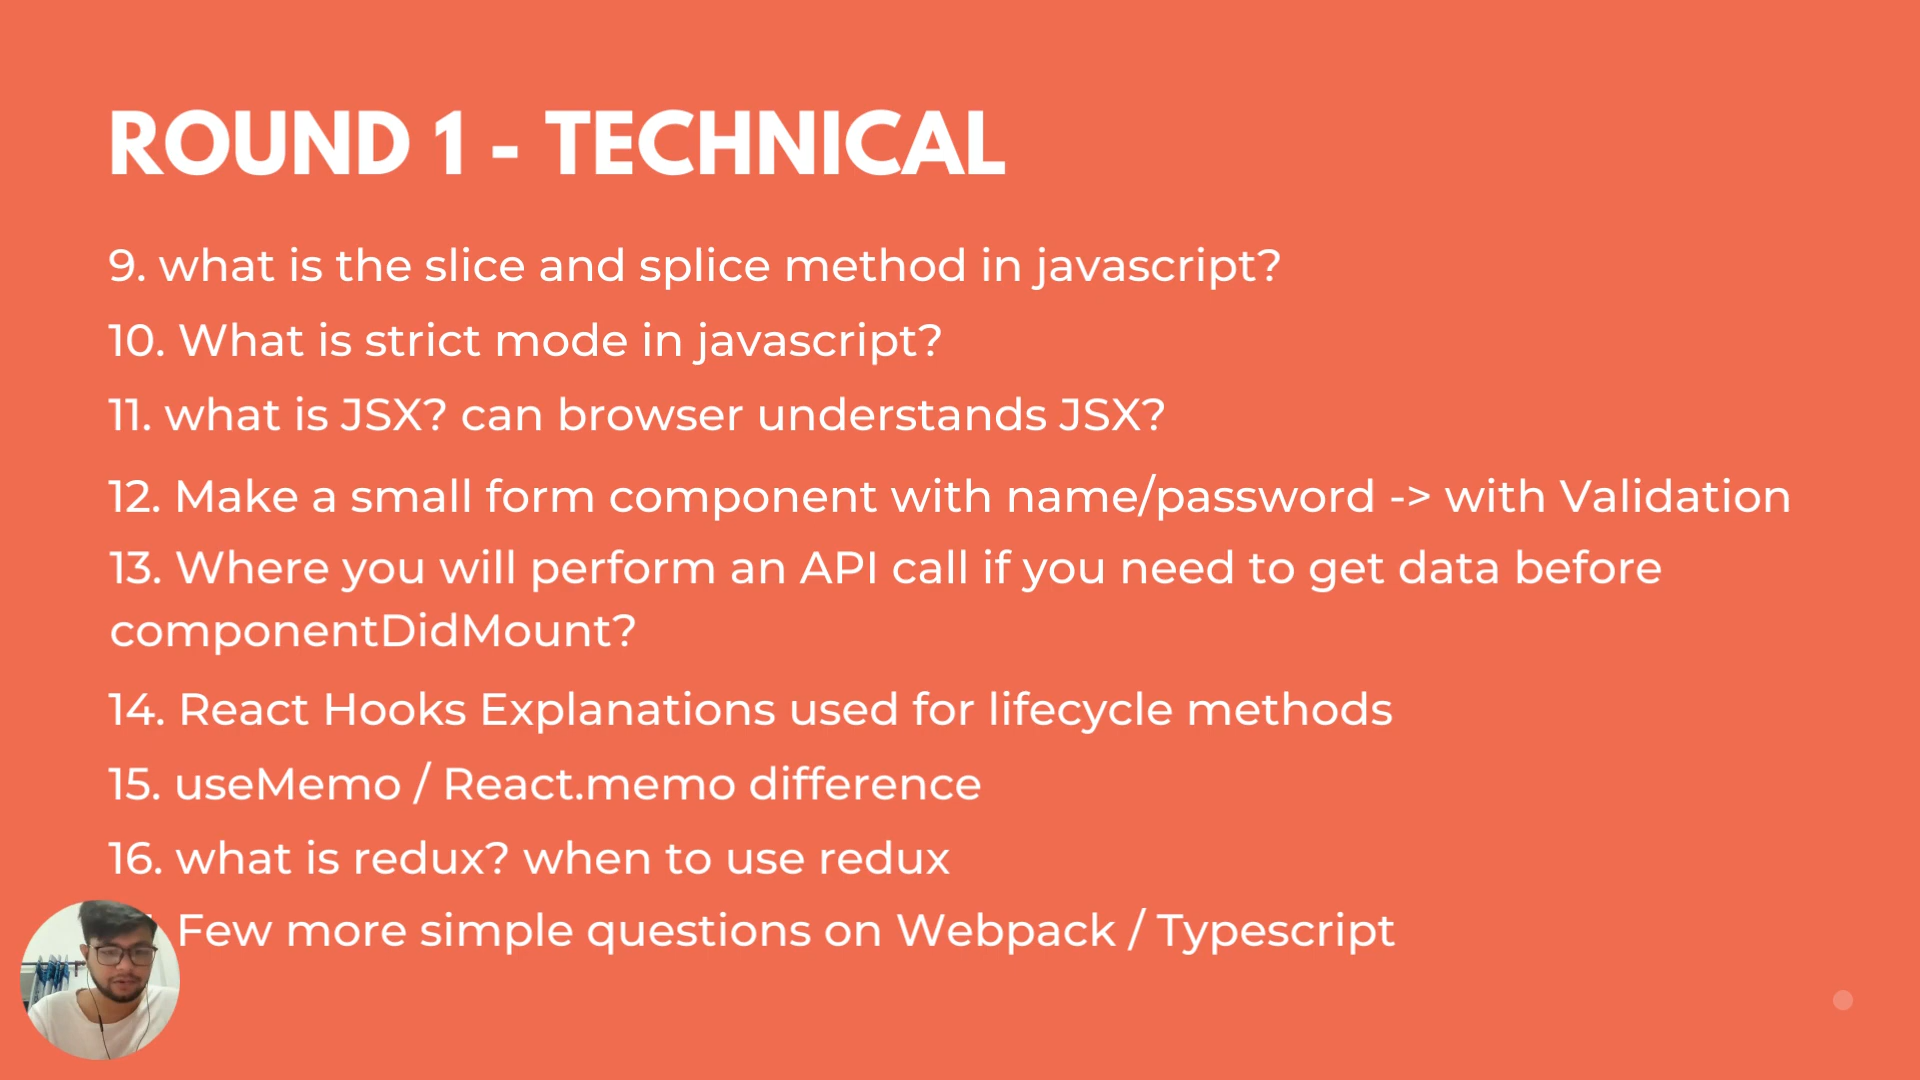 ROUND 1 - TECHNICAL
9. what is the slice and splice method in javascript?
10. What is strict mode in javascript?
11. what is JSX? can browser understands JSX?
12. Make a small form component with name/password -> with Validation
13. Where you will perform an API call if you need to get data before
componentDidMount?
14. React Hooks Explanations used for lifecycle methods
15. useMemo / React.memo difference
16. what is redux? when to use redux
Few more simple questions on Webpack / Typescript